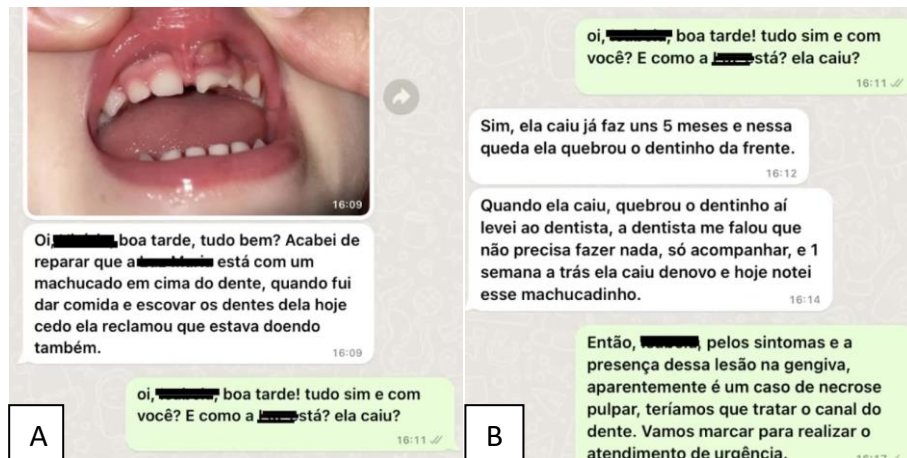 16:09
Oi, boa tarde, tudo bem? Acabei de
reparar que a está com um
machucado em cima do dente, quando fui
dar comida e escovar os dentes dela hoje
cedo ela reclamou que estava doendo
também.
16:09
oi, boa tarde! tudo sim e com
você? E como a stá? ela caiu?
16:11
A
oi, boa tarde! tudo sim e com
você? E como a stá? ela caiu?
16:11
Sim, ela caiu já faz uns 5 meses e nessa
queda ela quebrou o dentinho da frente.
16:12
Quando ela caiu, quebrou o dentinho aí
levei ao dentista, a dentista me falou que
não precisa fazer nada, só acompanhar, e 1
semana a trás ela caiu denovo e hoje notei
esse machucadinho.
16:14
Então, pelos sintomas e a
presença dessa lesão na gengiva,
aparentemente é um caso de necrose
pulpar, teríamos que tratar o canal do
dente. Vamos marcar para realizar o
atendimento de urgência.
16:17
B